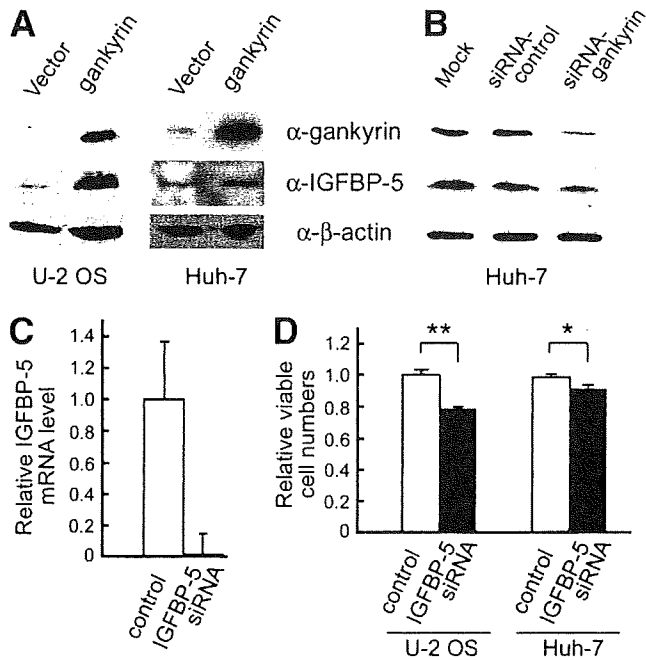 A
Vector
gankyrin
Vector
gankyrin
α-gankyrin
α-IGFBP-5
α-β-actin
U-2 OS
Huh-7
B
Mock
siRNA-
control
siRNA-
gankyrin
Huh-7
C
Relative IGFBP-5
mRNA level
1.4
1.2
1.0
0.8
0.6
0.4
0.2
0
control
IGFBP-5
siRNA
D
Relative viable
cell numbers
1.2
1.0
0.8
0.6
0.4
0.2
0
**
*
control
IGFBP-5
siRNA
control
IGFBP-5
siRNA
U-2 OS
Huh-7